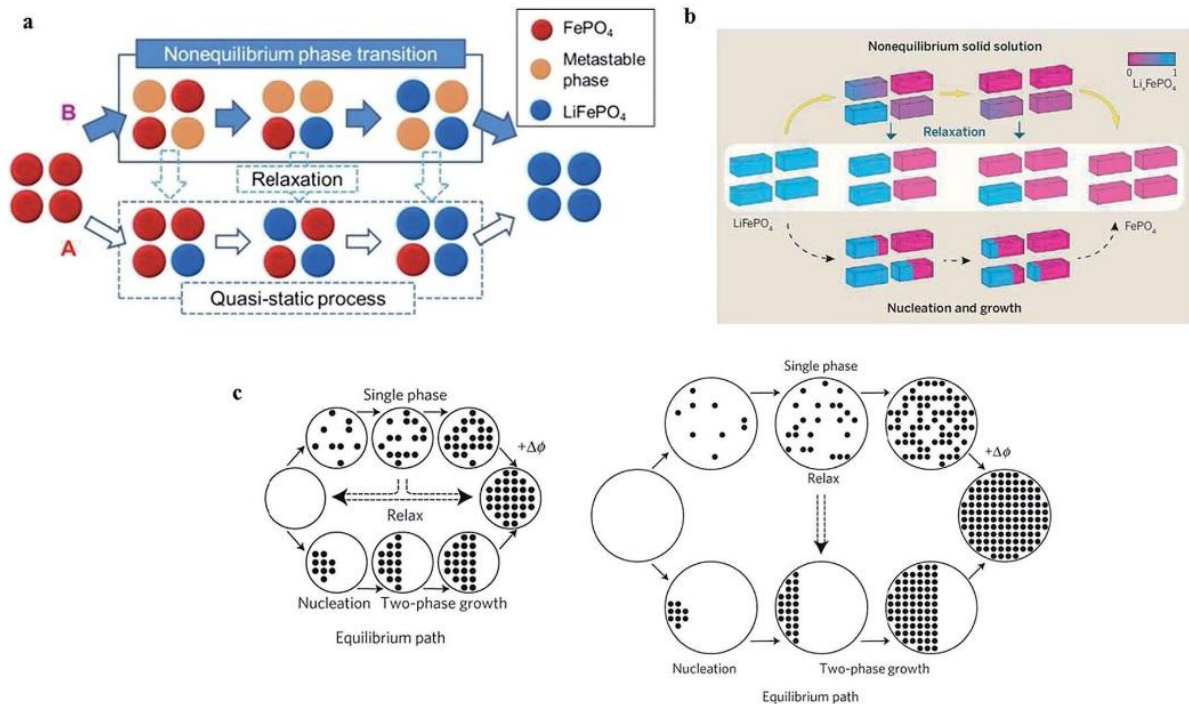 a
Nonequilibrium phase transition
B
Relaxation
A
Quasi-static process
FePO₄
Metastable
phase
LiFePO₄
b
Nonequilibrium solid solution
0 1
LiₓFePO₄
Relaxation
LiFePO₄
FePO₄
Nucleation and growth
c
Single phase
+Δϕ
Relax
Nucleation Two-phase growth
Equilibrium path
Single phase
+Δϕ
Relax
Nucleation Two-phase growth
Equilibrium path